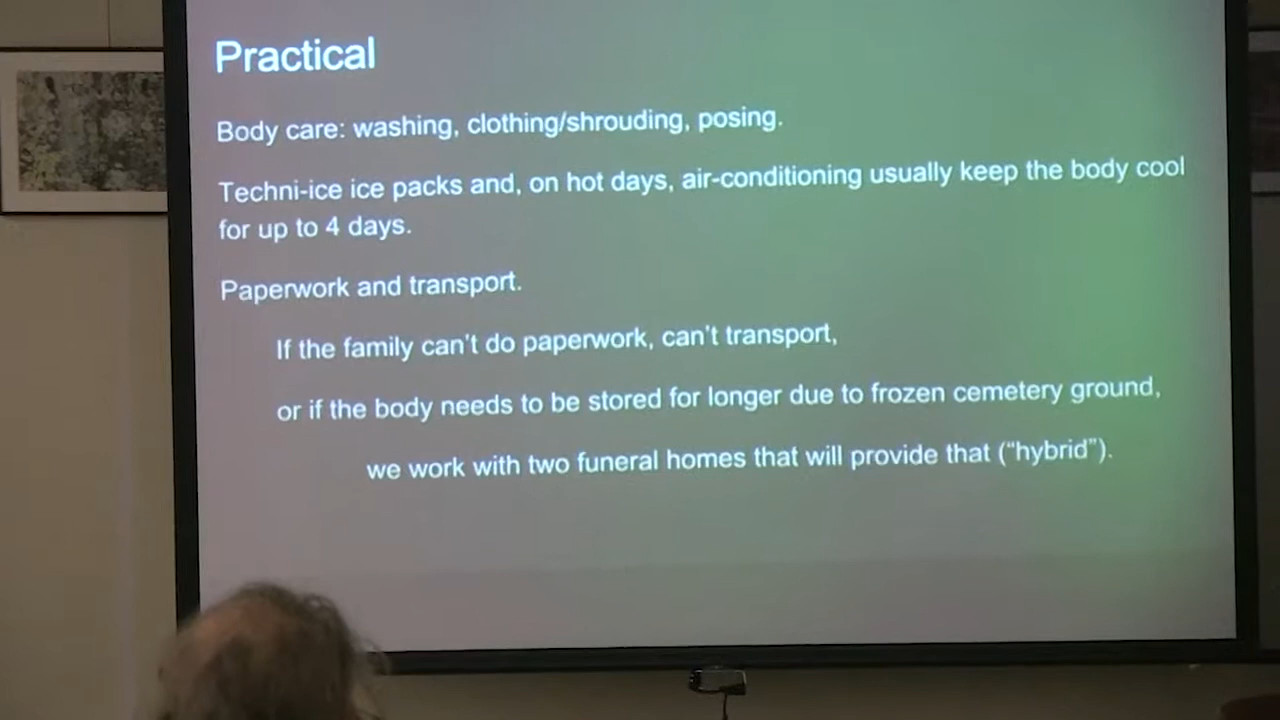 Practical
Body care: washing, clothing/shrouding, posing.
Techni-ice ice packs and, on hot days, air-conditioning usually keep the body cool
for up to 4 days.
Paperwork and transport.
If the family can't do paperwork, can't transport,
or if the body needs to be stored for longer due to frozen cemetery ground,
we work with two funeral homes that will provide that (“hybrid”).